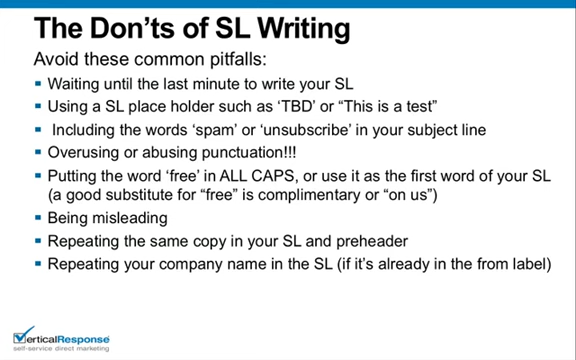 The Don'ts of SL Writing
Avoid these common pitfalls:
Waiting until the last minute to write your SL
Using a SL place holder such as 'TBD' or "This is a test"
Including the words 'spam' or 'unsubscribe' in your subject line
Overusing or abusing punctuation!!!
Putting the word 'free' in ALL CAPS, or use it as the first word of your SL
(a good substitute for "free" is complimentary or "on us")
Being misleading
Repeating the same copy in your SL and preheader
Repeating your company name in the SL (if it's already in the from label)
VerticalResponse
self-service direct marketing